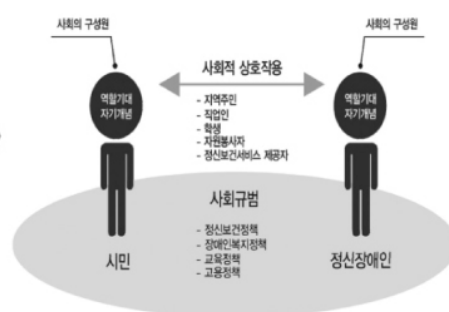 사회의 구성원
사회의 구성원
사회적 상호작용
역할기대
자기개념
역할기대
자기개념
- 지역주민
- 직업인
- 학생
- 자원봉사자
- 정신보건서비스 제공자
사회규범
- 정신보건정책
- 장애인복지정책
- 교육정책
- 고용정책
시민
정신장애인